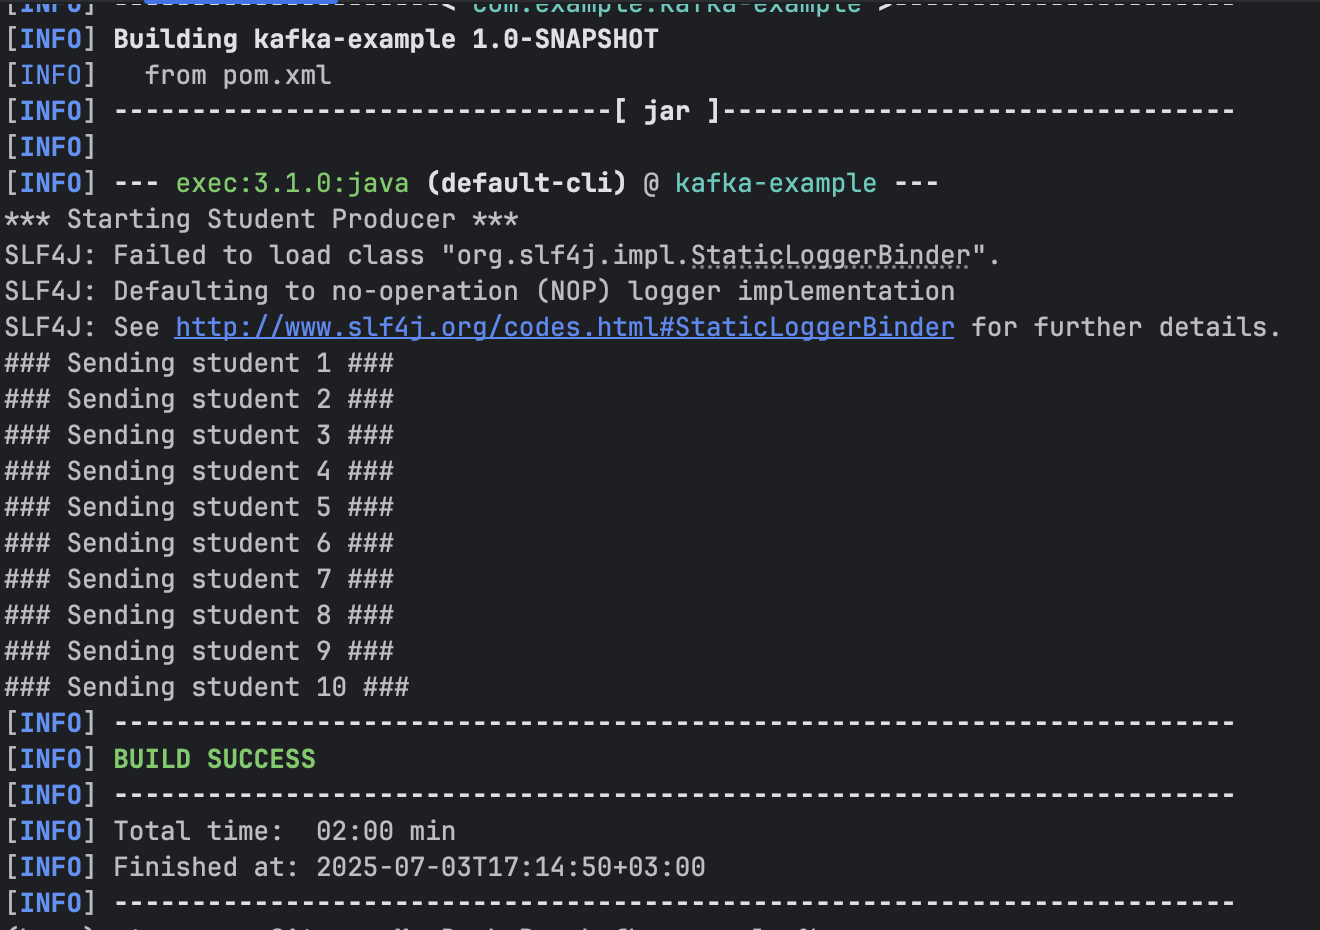 [INFO] ---------------------< com.example:kafka-example >----------------------
[INFO] Building kafka-example 1.0-SNAPSHOT
[INFO]   from pom.xml
[INFO] --------------------------------[ jar ]---------------------------------
[INFO]
[INFO] --- exec:3.1.0:java (default-cli) @ kafka-example ---
*** Starting Student Producer ***
SLF4J: Failed to load class "org.slf4j.impl.StaticLoggerBinder".
SLF4J: Defaulting to no-operation (NOP) logger implementation
SLF4J: See http://www.slf4j.org/codes.html#StaticLoggerBinder for further details.
### Sending student 1 ###
### Sending student 2 ###
### Sending student 3 ###
### Sending student 4 ###
### Sending student 5 ###
### Sending student 6 ###
### Sending student 7 ###
### Sending student 8 ###
### Sending student 9 ###
### Sending student 10 ###
[INFO] ------------------------------------------------------------------------
[INFO] BUILD SUCCESS
[INFO] ------------------------------------------------------------------------
[INFO] Total time:  02:00 min
[INFO] Finished at: 2025-07-03T17:14:50+03:00
[INFO] ------------------------------------------------------------------------